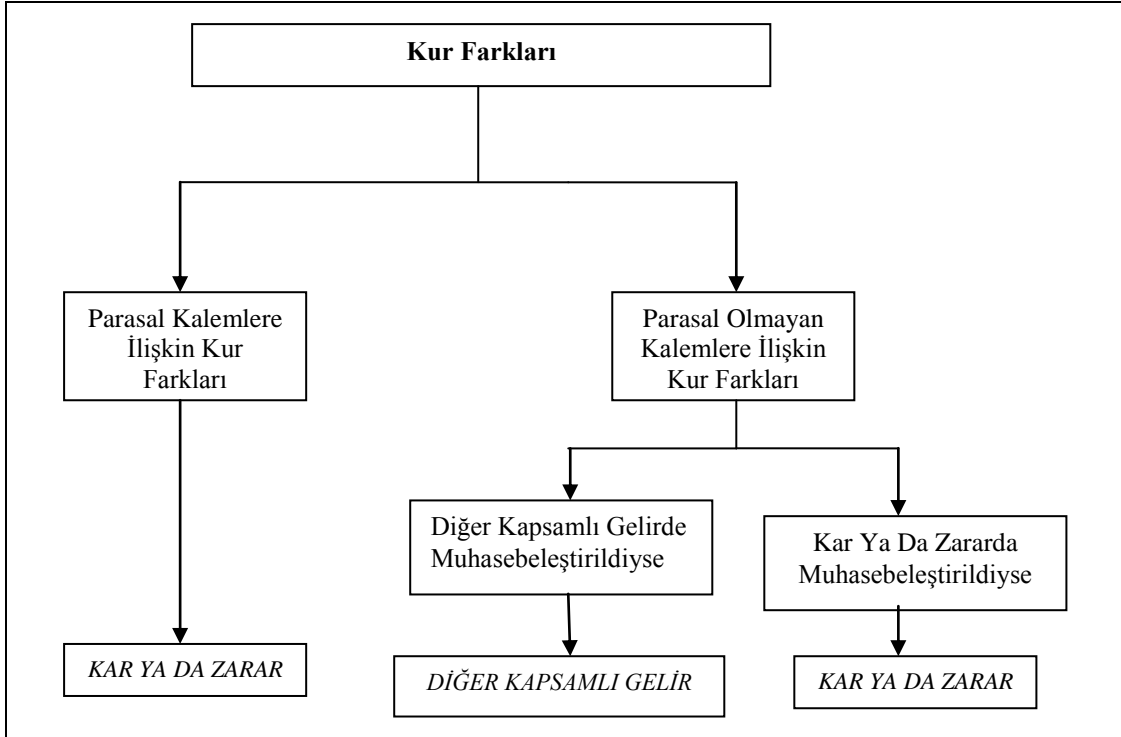 Kur Farkları
Parasal Kalemlere
İlişkin Kur
Farkları
Parasal Olmayan
Kalemlere İlişkin
Kur Farkları
Diğer Kapsamlı Gelirde
Muhasebeleştirildiyse
Kar Ya Da Zararda
Muhasebeleştirildiyse
KAR YA DA ZARAR
DİĞER KAPSAMLI GELİR
KAR YA DA ZARAR